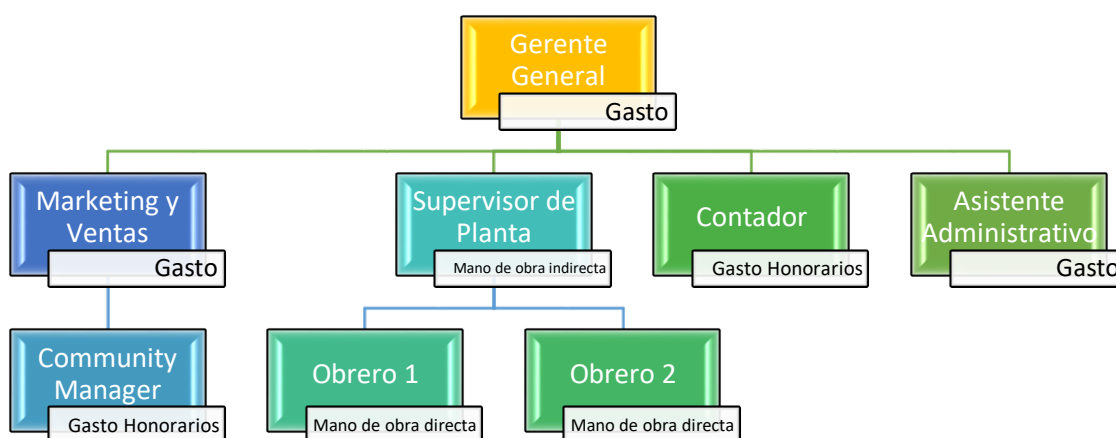 Gerente
General
Gasto
Marketing y
Ventas
Gasto
Supervisor de
Planta
Mano de obra indirecta
Contador
Gasto Honorarios
Asistente
Administrativo
Gasto
Community
Manager
Gasto Honorarios
Obrero 1
Mano de obra directa
Obrero 2
Mano de obra directa